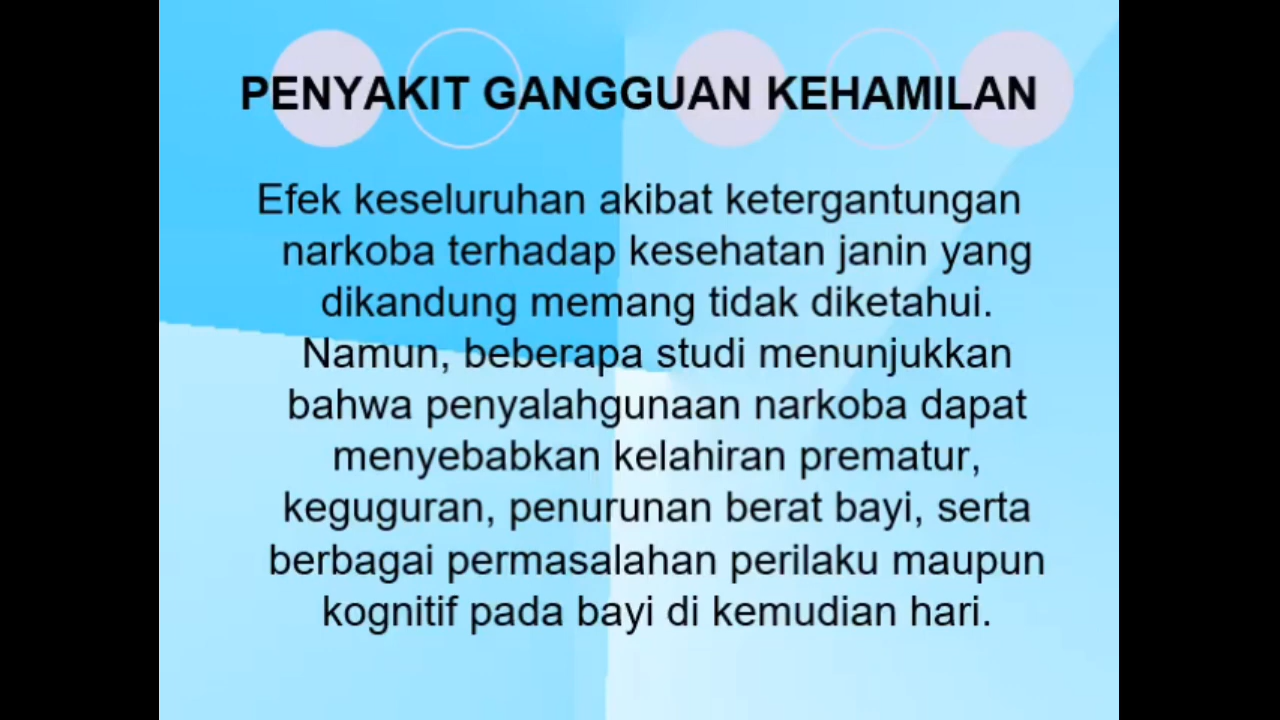 PENYAKIT GANGGUAN KEHAMILAN
Efek keseluruhan akibat ketergantungan
narkoba terhadap kesehatan janin yang
dikandung memang tidak diketahui.
Namun, beberapa studi menunjukkan
bahwa penyalahgunaan narkoba dapat
menyebabkan kelahiran prematur,
keguguran, penurunan berat bayi, serta
berbagai permasalahan perilaku maupun
kognitif pada bayi di kemudian hari.